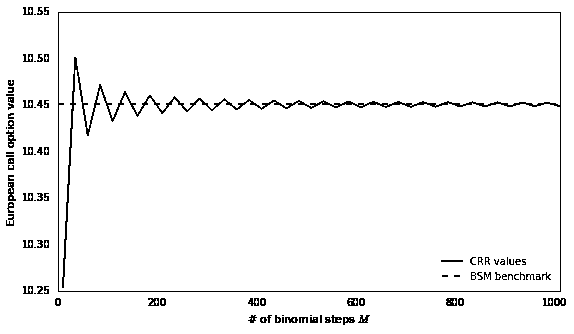 10.55
10.50
10.45
10.40
10.35
10.30
10.25
European call option value
0 200 400 600 800 1000
# of binomial steps M
CRR values
BSM benchmark